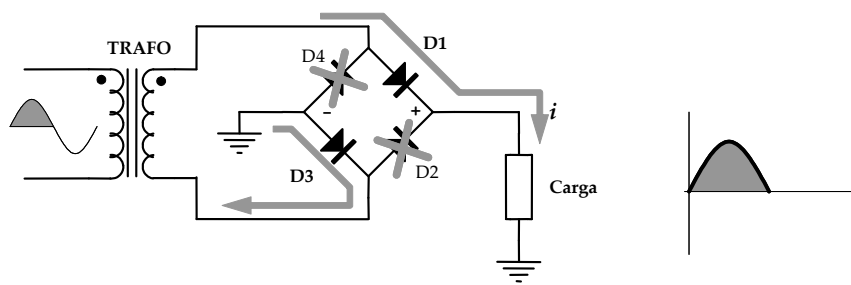 TRAFO
D4
D1
i
-
+
D3
D2
Carga